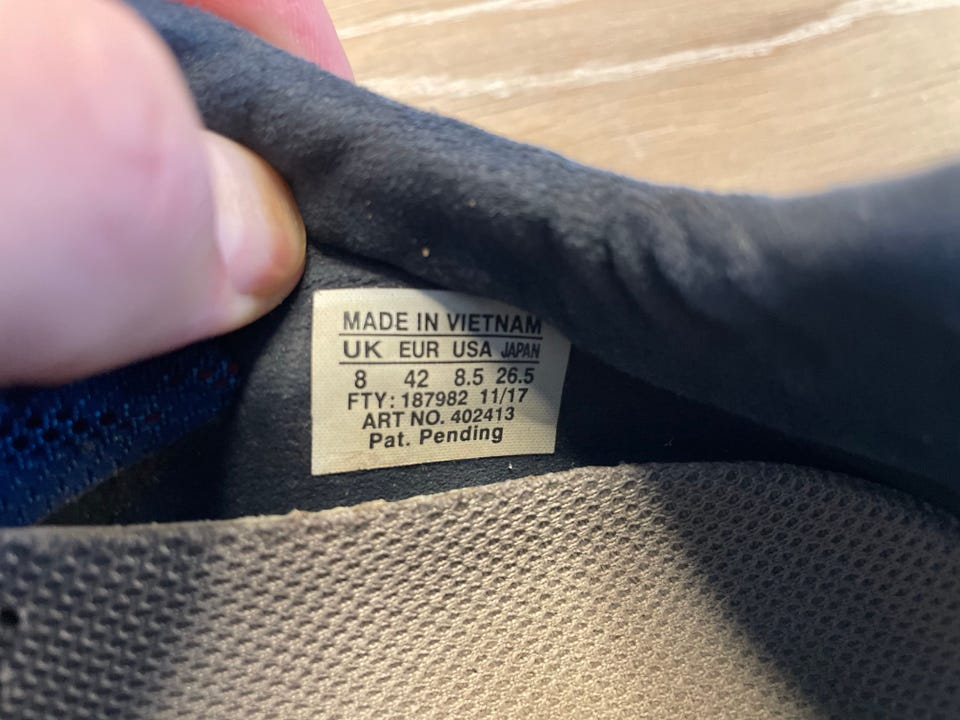 MADE IN VIETNAM
UK EUR USA JAPAN
8 42 8.5 26.5
FTY: 187982 11/17
ART NO. 402413
Pat. Pending